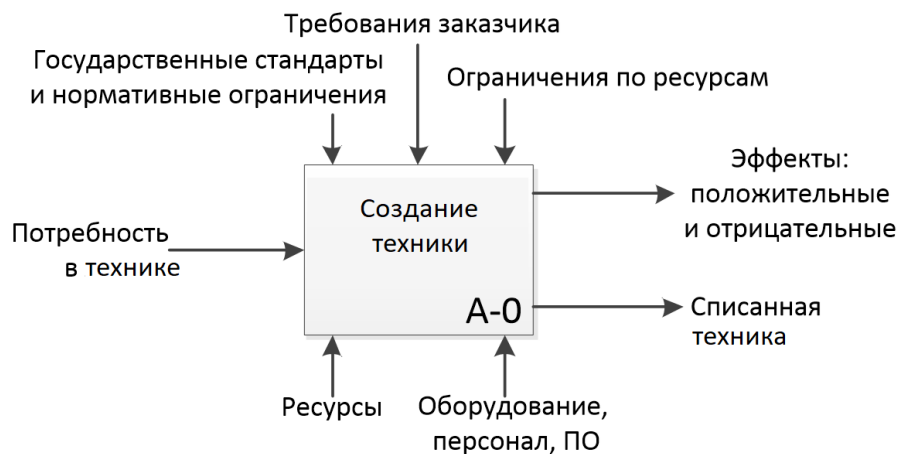 Требования заказчика
Государственные стандарты
и нормативные ограничения
Ограничения по ресурсам
Эффекты:
положительные
и отрицательные
Создание
техники
Потребность
в технике
А-0
Списанная
техника
Ресурсы
Оборудование,
персонал, ПО